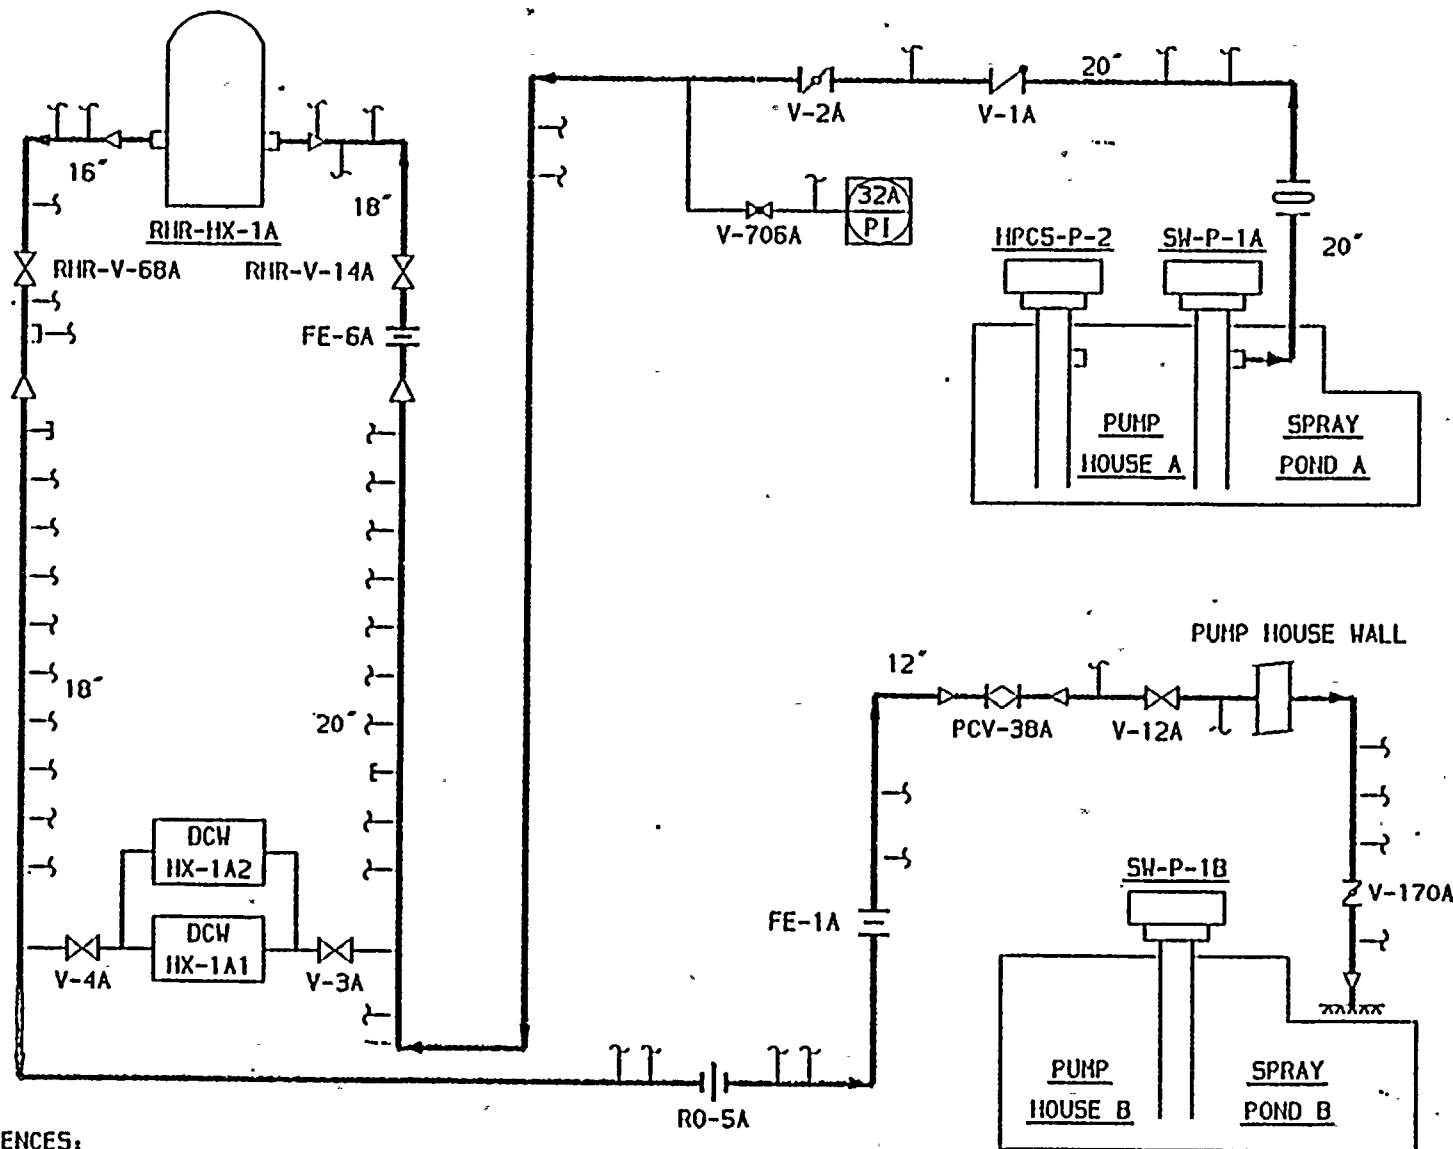 20"
V-2A
V-1A
16"
18"
32A
PI
RHR-HX-1A
V-706A
HPCS-P-2
SW-P-1A
20"
RHR-V-68A
RHR-V-14A
FE-6A
PUMP
HOUSE A
SPRAY
POND A
PUMP HOUSE WALL
12"
18"
20"
PCV-38A
V-12A
DCW
HX-1A2
SW-P-1B
V-170A
FE-1A
DCW
HX-1A1
V-4A
V-3A
PUMP
HOUSE B
SPRAY
POND B
RO-5A
ENCES: